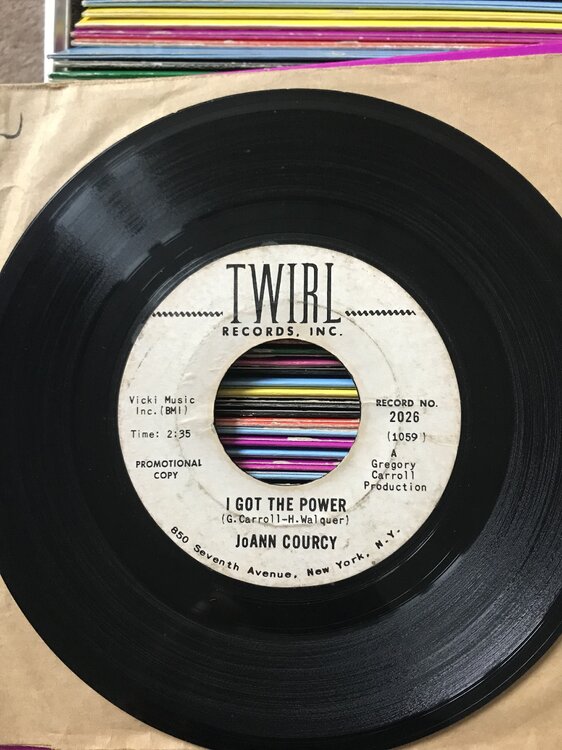 TWIRL
RECORDS, INC.
Vicki Music
Inc.(BMI)
Time: 2:35
PROMOTIONAL
COPY
RECORD NO.
2026
(1059)
A
Gregory
Carroll
Production
I GOT THE POWER
(G.Carroll-H.Walquer)
JoANN COURCY
850 Seventh Avenue, New York, N.Y.